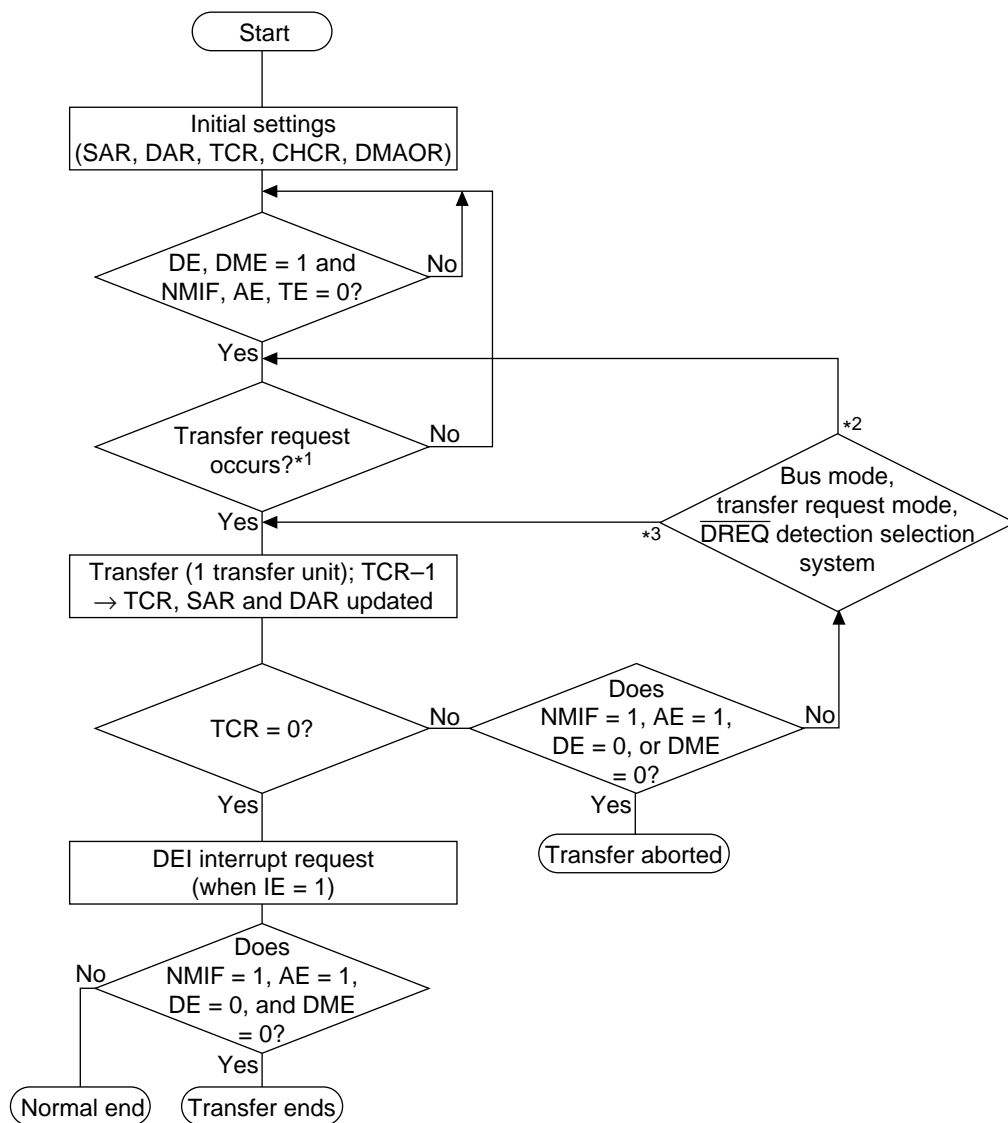 Start
Initial settings
(SAR, DAR, TCR, CHCR, DMAOR)
DE, DME = 1 and
NMIF, AE, TE = 0?
No
Yes
Transfer request
occurs?*1
No
Yes
*2
Bus mode,
transfer request mode,
DREQ detection selection
system
*3
Transfer (1 transfer unit); TCR–1
→ TCR, SAR and DAR updated
TCR = 0?
No
Does
NMIF = 1, AE = 1,
DE = 0, or DME
= 0?
No
Yes
Yes
Transfer aborted
DEI interrupt request
(when IE = 1)
Does
NMIF = 1, AE = 1,
DE = 0, and DME
= 0?
No
Yes
Normal end
Transfer ends